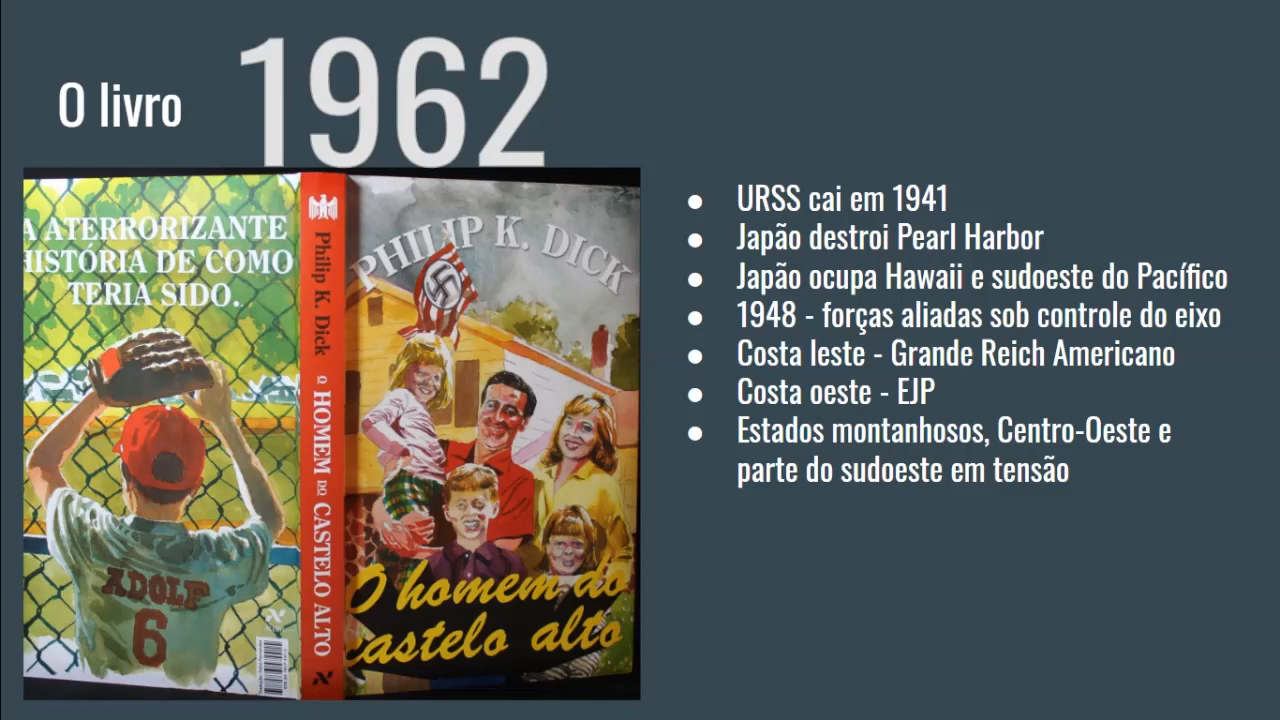 O livro 1962
A ATERRORIZANTE
HISTÓRIA DE COMO
TERIA SIDO.
ADOLF
6
Philip K. Dick
O HOMEM DO CASTELO ALTO
PHILIP K. DICK
O homem do
castelo alto
● URSS cai em 1941
● Japão destroi Pearl Harbor
● Japão ocupa Hawaii e sudoeste do Pacífico
● 1948 - forças aliadas sob controle do eixo
● Costa leste - Grande Reich Americano
● Costa oeste - EJP
● Estados montanhosos, Centro-Oeste e
parte do sudoeste em tensão